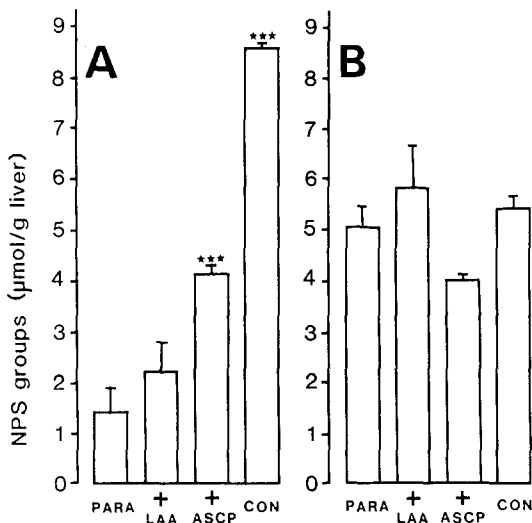 NPS groups (μmol/g liver)
A
9
8
7
6
5
4
3
2
1
0
***
***
PARA
+
LAA
+
ASCP
CON
B
9
8
7
6
5
4
3
2
1
0
PARA
+
LAA
+
ASCP
CON